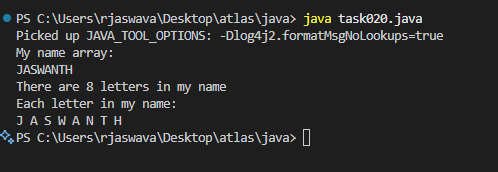 PS C:\Users\rjaswava\Desktop\atlas\java> java task020.java
Picked up JAVA_TOOL_OPTIONS: -Dlog4j2.formatMsgNoLookups=true
My name array:
JASWANTH
There are 8 letters in my name
Each letter in my name:
J A S W A N T H
PS C:\Users\rjaswava\Desktop\atlas\java>